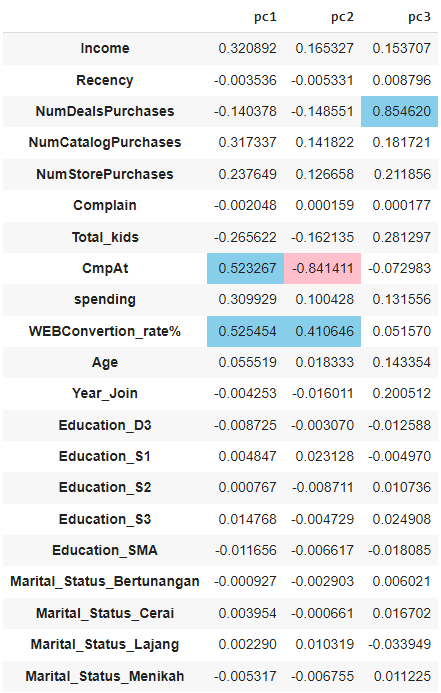 pc1 pc2 pc3
Income 0.320892 0.165327 0.153707
Recency -0.003536 -0.005331 0.008796
NumDealsPurchases -0.140378 -0.148551 0.854620
NumCatalogPurchases 0.317337 0.141822 0.181721
NumStorePurchases 0.237649 0.126658 0.211856
Complain -0.002048 0.000159 0.000177
Total_kids -0.265622 -0.162135 0.281297
CmpAt 0.523267 -0.841411 -0.072983
spending 0.309929 0.100428 0.131556
WEBConvertion_rate% 0.525454 0.410646 0.051570
Age 0.055519 0.018333 0.143354
Year_Join -0.004253 -0.016011 0.200512
Education_D3 -0.008725 -0.003070 -0.012588
Education_S1 0.004847 0.023128 -0.004970
Education_S2 0.000767 -0.008711 0.010736
Education_S3 0.014768 -0.004729 0.024908
Education_SMA -0.011656 -0.006617 -0.018085
Marital_Status_Bertunangan -0.000927 -0.002903 0.006021
Marital_Status_Cerai 0.003954 -0.000661 0.016702
Marital_Status_Lajang 0.002290 0.010319 -0.033949
Marital_Status_Menikah -0.005317 -0.006755 0.011225